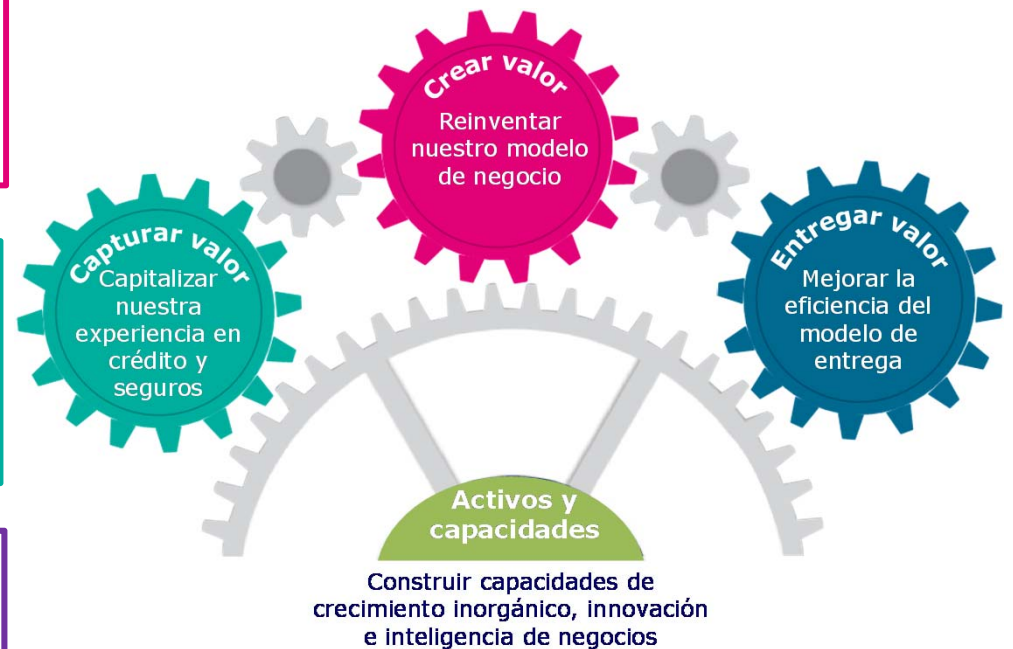 Crear valor
Reinventar
nuestro modelo
de negocio
Capturar valor
Capitalizar
nuestra
experiencia en
crédito y
seguros
Entregar valor
Mejorar la
eficiencia del
modelo de
entrega
Activos y
capacidades
Construir capacidades de
crecimiento inorgánico, innovación
e inteligencia de negocios